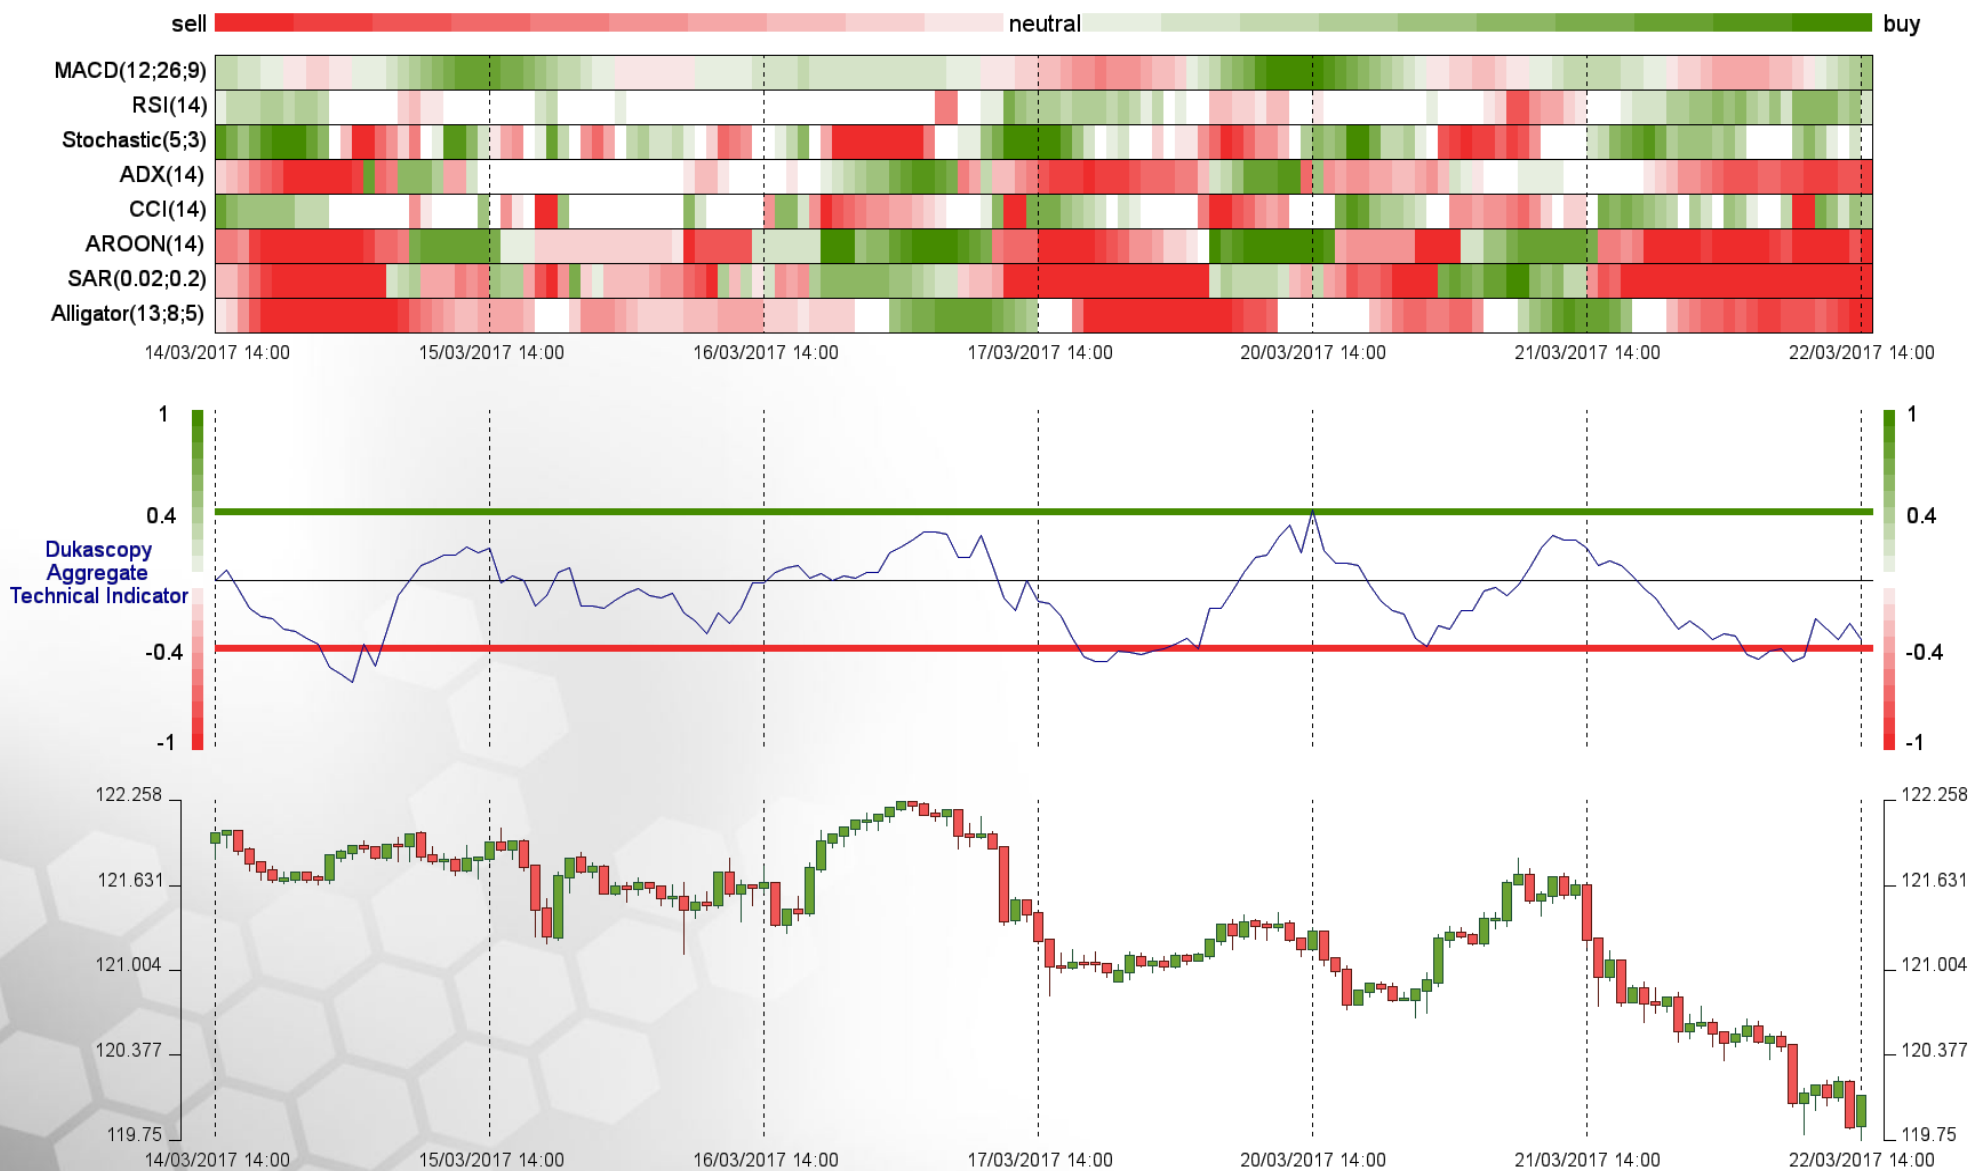 sell neutral buy
MACD(12;26;9)
RSI(14)
Stochastic(5;3)
ADX(14)
CCI(14)
AROON(14)
SAR(0.02;0.2)
Alligator(13;8;5)
14/03/2017 14:00 15/03/2017 14:00 16/03/2017 14:00 17/03/2017 14:00 20/03/2017 14:00 21/03/2017 14:00 22/03/2017 14:00
1 1
0.4 0.4
Dukascopy
Aggregate
Technical Indicator
-0.4 -0.4
-1 -1
122.258 122.258
121.631 121.631
121.004 121.004
120.377 120.377
119.75 119.75
14/03/2017 14:00 15/03/2017 14:00 16/03/2017 14:00 17/03/2017 14:00 20/03/2017 14:00 21/03/2017 14:00 22/03/2017 14:00